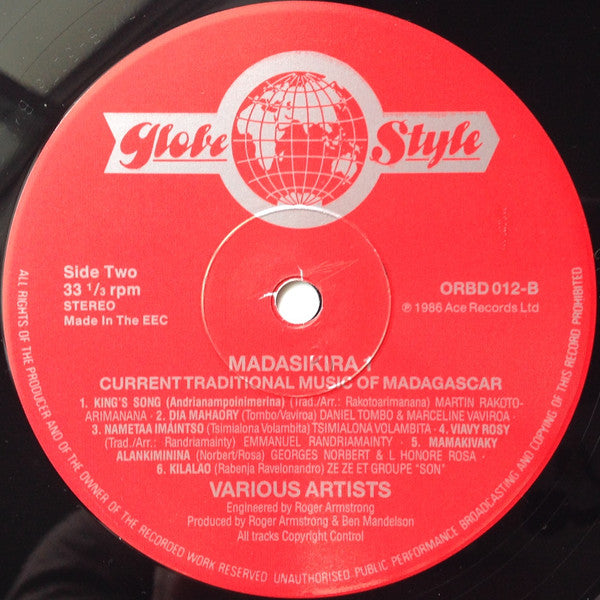 Globe Style
Side Two
33 1/3 rpm
STEREO
Made In The EEC
ORBD 012-B
℗ 1986 Ace Records Ltd
MADASIKIRA 1
CURRENT TRADITIONAL MUSIC OF MADAGASCAR
1. KING'S SONG (Andrianampoinimerina) (Trad./Arr.: Rakotoarimanana) MARTIN RAKOTO-
ARIMANANA · 2. DIA MAHAORY (Tombo/Vaviroa) DANIEL TOMBO & MARCELINE VAVIROA ·
3. NAMETAA IMAINTSO (Tsimialona Volambita) TSIMIALONA VOLAMBITA · 4. VIAVY ROSY
(Trad./Arr.: Randriamainty) EMMANUEL RANDRIAMAINTY · 5. MAMAKIVAKY
ALANKIMININA (Norbert/Rosa) GEORGES NORBERT & L HONORE ROSA ·
6. KILALAO (Rabenja Ravelonandro) ZE ZE ET GROUPE "SON"
VARIOUS ARTISTS
Engineered by Roger Armstrong
Produced by Roger Armstrong & Ben Mandelson
All tracks Copyright Control
ALL RIGHTS OF THE PRODUCER AND OF THE OWNER OF THE RECORDED WORK RESERVED UNAUTHORISED PUBLIC PERFORMANCE BROADCASTING AND COPYING OF THIS RECORD PROHIBITED